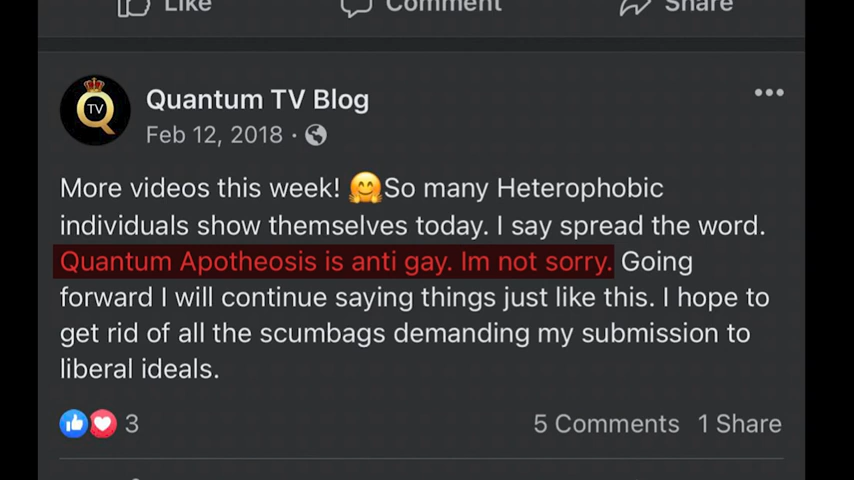 Like Comment Share
TV
Quantum TV Blog
Feb 12, 2018 ·
More videos this week! 🤗So many Heterophobic
individuals show themselves today. I say spread the word.
Quantum Apotheosis is anti gay. Im not sorry. Going
forward I will continue saying things just like this. I hope to
get rid of all the scumbags demanding my submission to
liberal ideals.
3 5 Comments 1 Share